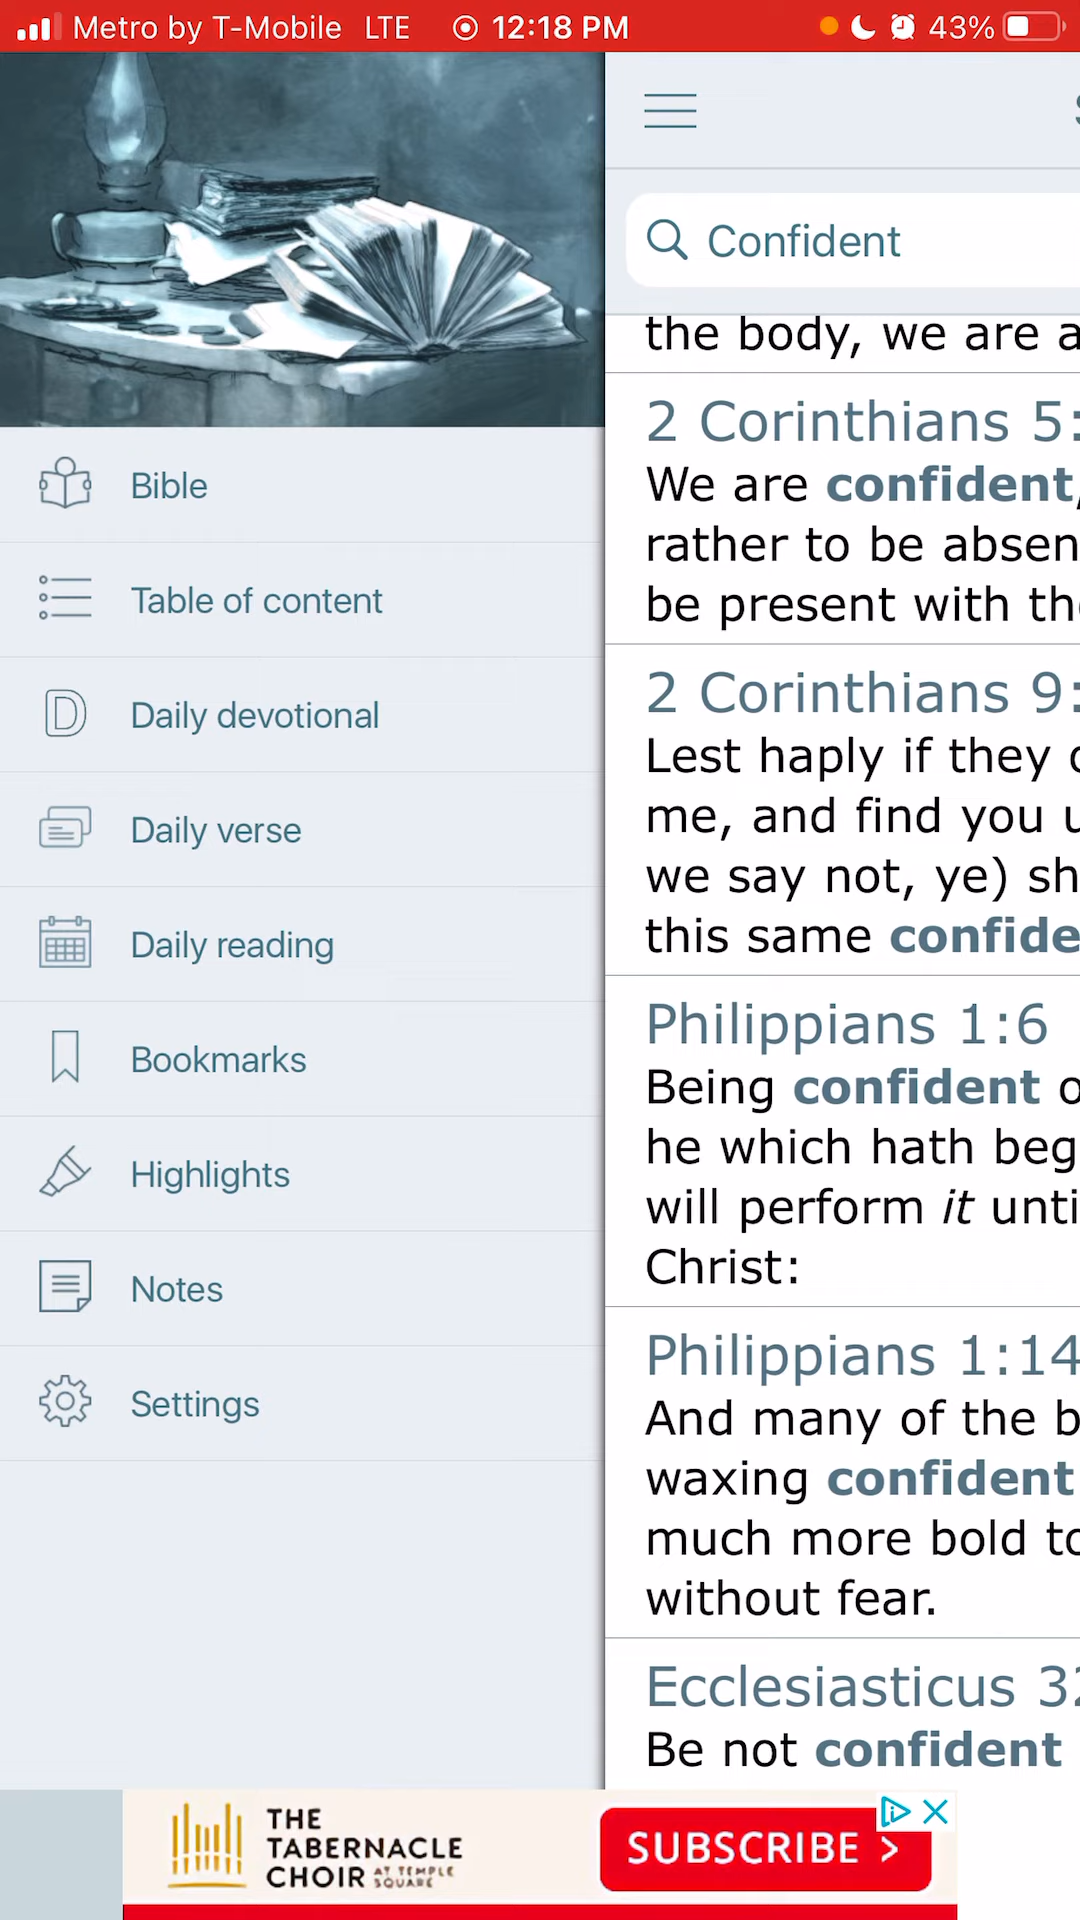 Metro by T-Mobile LTE 12:18 PM 43%
Confident
the body, we are a
2 Corinthians 5:
We are confident,
rather to be absen
be present with th
2 Corinthians 9:
Lest haply if they
me, and find you u
we say not, ye) sh
this same confide
Philippians 1:6
Being confident o
he which hath beg
will perform it unti
Christ:
Philippians 1:14
And many of the b
waxing confident
much more bold to
without fear.
Ecclesiasticus 32
Be not confident
Bible
Table of content
D Daily devotional
Daily verse
Daily reading
Bookmarks
Highlights
Notes
Settings
THE
TABERNACLE
CHOIR AT TEMPLE SQUARE
SUBSCRIBE >